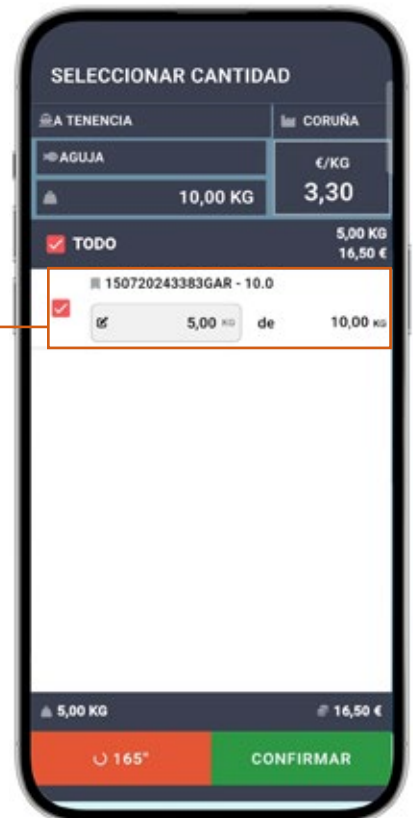 SELECCIONAR CANTIDAD
A TENENCIA
CORUÑA
AGUJA
€/KG
10,00 KG
3,30
TODO
5,00 KG
16,50 €
150720243383GAR - 10.0
5,00 KG de 10,00 KG
5,00 KG
16,50 €
165"
CONFIRMAR